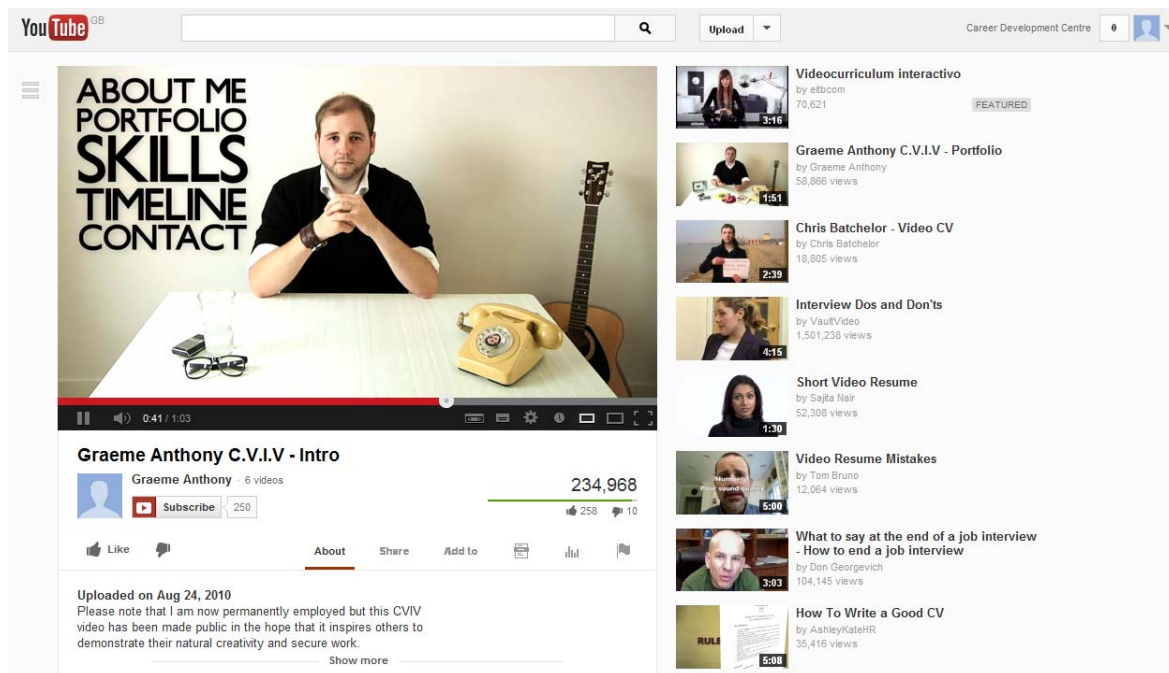 YouTube GB
Upload
Career Development Centre
0
ABOUT ME
PORTFOLIO
SKILLS
TIMELINE
CONTACT
0:41 / 1:03
Graeme Anthony C.V.I.V - Intro
Graeme Anthony - 6 videos
Subscribe 250
234,968
258 10
Like
About Share Add to
Uploaded on Aug 24, 2010
Please note that I am now permanently employed but this CVIV
video has been made public in the hope that it inspires others to
demonstrate their natural creativity and secure work.
Show more
Videocurriculum interactivo
by eitbcom
70,621
FEATURED
3:16
Graeme Anthony C.V.I.V - Portfolio
by Graeme Anthony
58,866 views
1:51
Chris Batchelor - Video CV
by Chris Batchelor
18,805 views
2:39
Interview Dos and Don'ts
by VaultVideo
1,501,238 views
4:15
Short Video Resume
by Sajita Nair
52,308 views
1:30
Video Resume Mistakes
by Tom Bruno
12,064 views
Poor sound quality
5:00
What to say at the end of a job interview
- How to end a job interview
by Don Georgevich
104,145 views
3:03
How To Write a Good CV
by AshleyKateHR
35,416 views
RULE
5:08